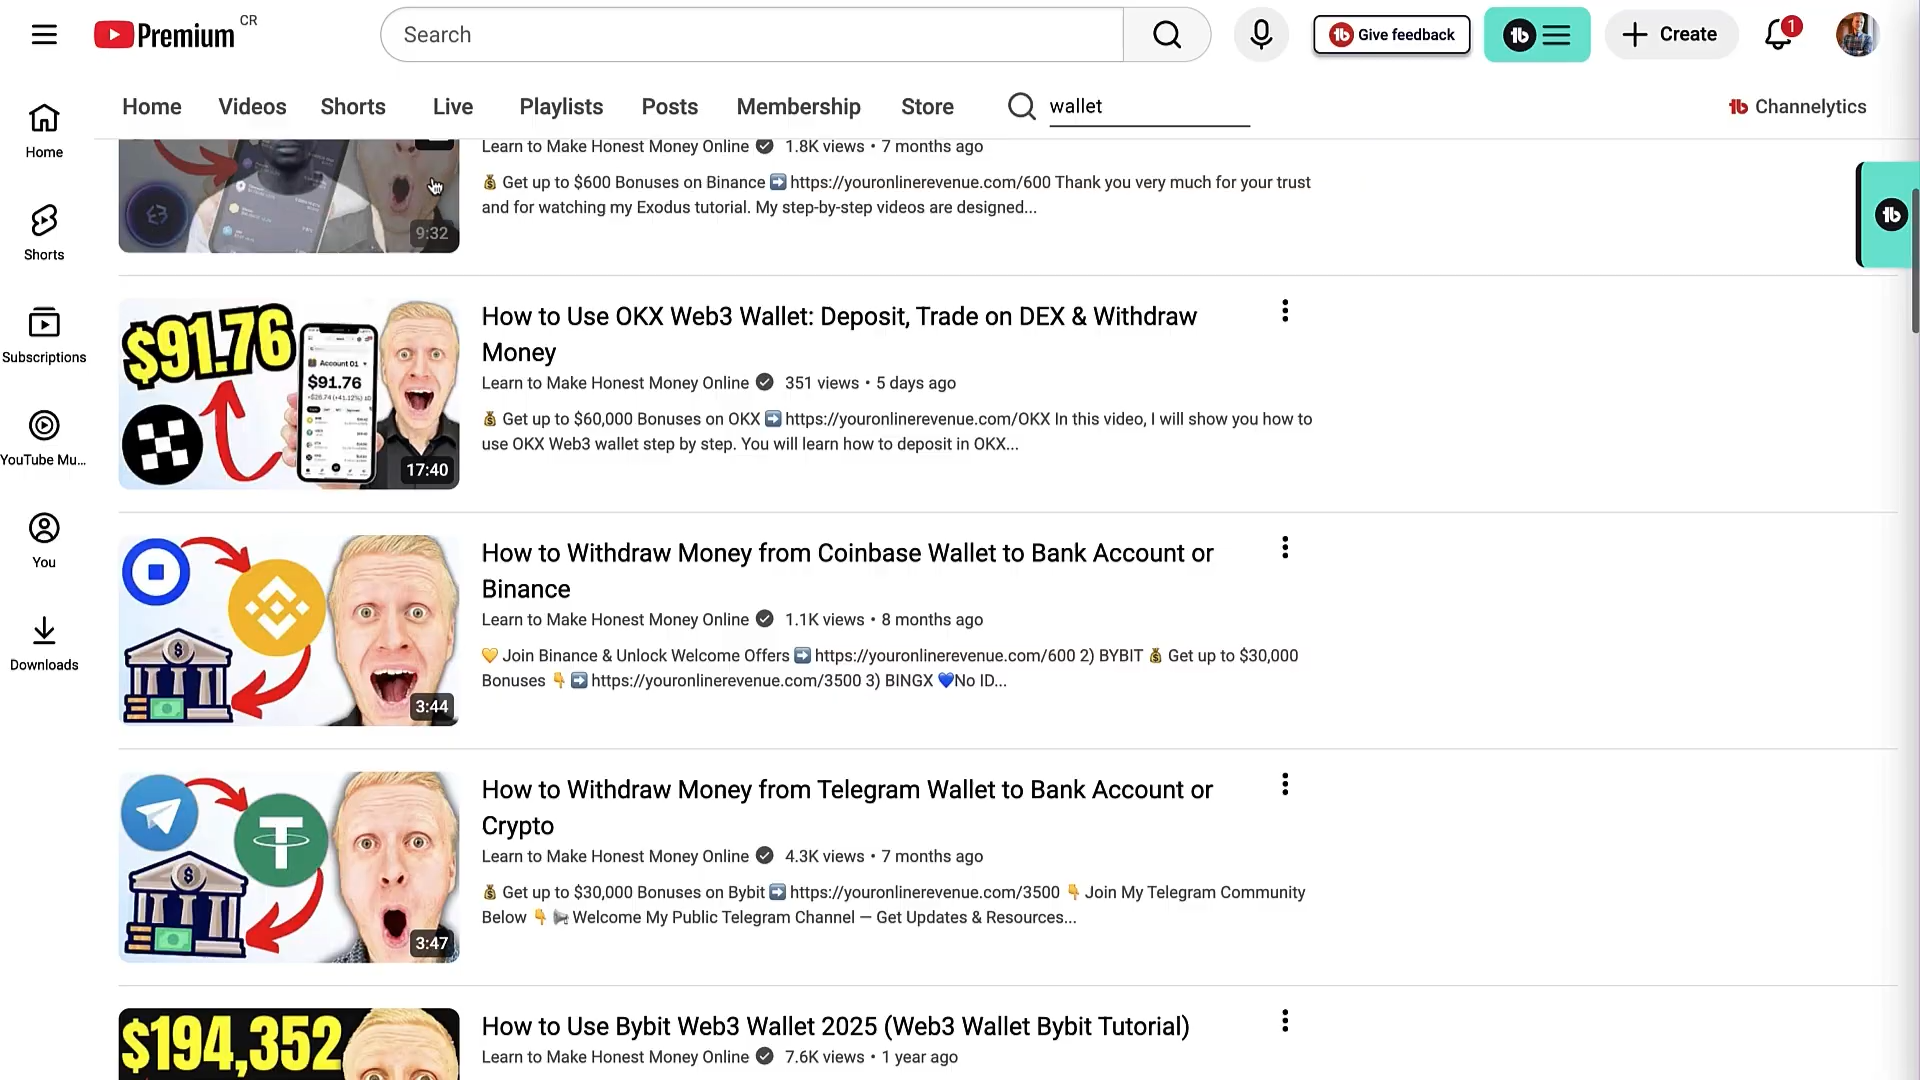 Premium CR
Search
Give feedback
Create
1
Home Videos Shorts Live Playlists Posts Membership Store wallet Channelytics
Home
Shorts
Subscriptions
YouTube Mu...
You
Downloads
9:32
Learn to Make Honest Money Online 1.8K views • 7 months ago
💰 Get up to $600 Bonuses on Binance ➡️ https://youronlinerevenue.com/600 Thank you very much for your trust
and for watching my Exodus tutorial. My step-by-step videos are designed...
$91.76
Account 01
$91.76
17:40
How to Use OKX Web3 Wallet: Deposit, Trade on DEX & Withdraw
Money
Learn to Make Honest Money Online 351 views • 5 days ago
💰 Get up to $60,000 Bonuses on OKX ➡️ https://youronlinerevenue.com/OKX In this video, I will show you how to
use OKX Web3 wallet step by step. You will learn how to deposit in OKX...
3:44
How to Withdraw Money from Coinbase Wallet to Bank Account or
Binance
Learn to Make Honest Money Online 1.1K views • 8 months ago
💛 Join Binance & Unlock Welcome Offers ➡️ https://youronlinerevenue.com/600 2) BYBIT 💰 Get up to $30,000
Bonuses 👇 ➡️ https://youronlinerevenue.com/3500 3) BINGX 💙No ID...
3:47
How to Withdraw Money from Telegram Wallet to Bank Account or
Crypto
Learn to Make Honest Money Online 4.3K views • 7 months ago
💰 Get up to $30,000 Bonuses on Bybit ➡️ https://youronlinerevenue.com/3500 👇 Join My Telegram Community
Below 👇 📢 Welcome My Public Telegram Channel — Get Updates & Resources...
$194,352
How to Use Bybit Web3 Wallet 2025 (Web3 Wallet Bybit Tutorial)
Learn to Make Honest Money Online 7.6K views • 1 year ago